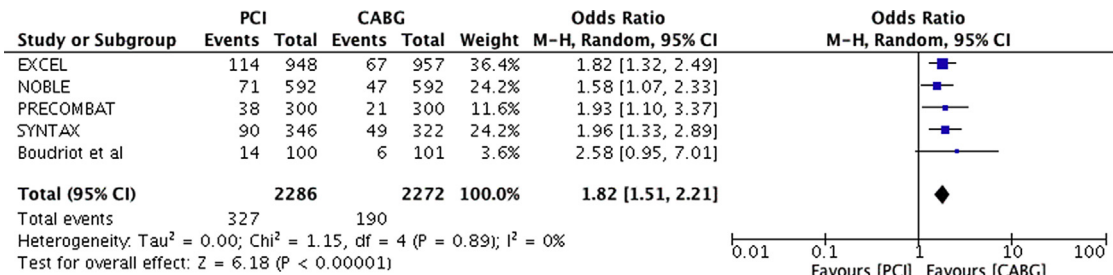 PCI CABG Odds Ratio Odds Ratio
Study or Subgroup Events Total Events Total Weight M-H, Random, 95% CI M-H, Random, 95% CI
EXCEL 114 948 67 957 36.4% 1.82 [1.32, 2.49]
NOBLE 71 592 47 592 24.2% 1.58 [1.07, 2.33]
PRECOMBAT 38 300 21 300 11.6% 1.93 [1.10, 3.37]
SYNTAX 90 346 49 322 24.2% 1.96 [1.33, 2.89]
Boudriot et al 14 100 6 101 3.6% 2.58 [0.95, 7.01]
Total (95% CI) 2286 2272 100.0% 1.82 [1.51, 2.21]
Total events 327 190
Heterogeneity: Tau² = 0.00; Chi² = 1.15, df = 4 (P = 0.89); I² = 0%
Test for overall effect: Z = 6.18 (P < 0.00001)
0.01 0.1 1 10 100
Favours [PCI] Favours [CABG]